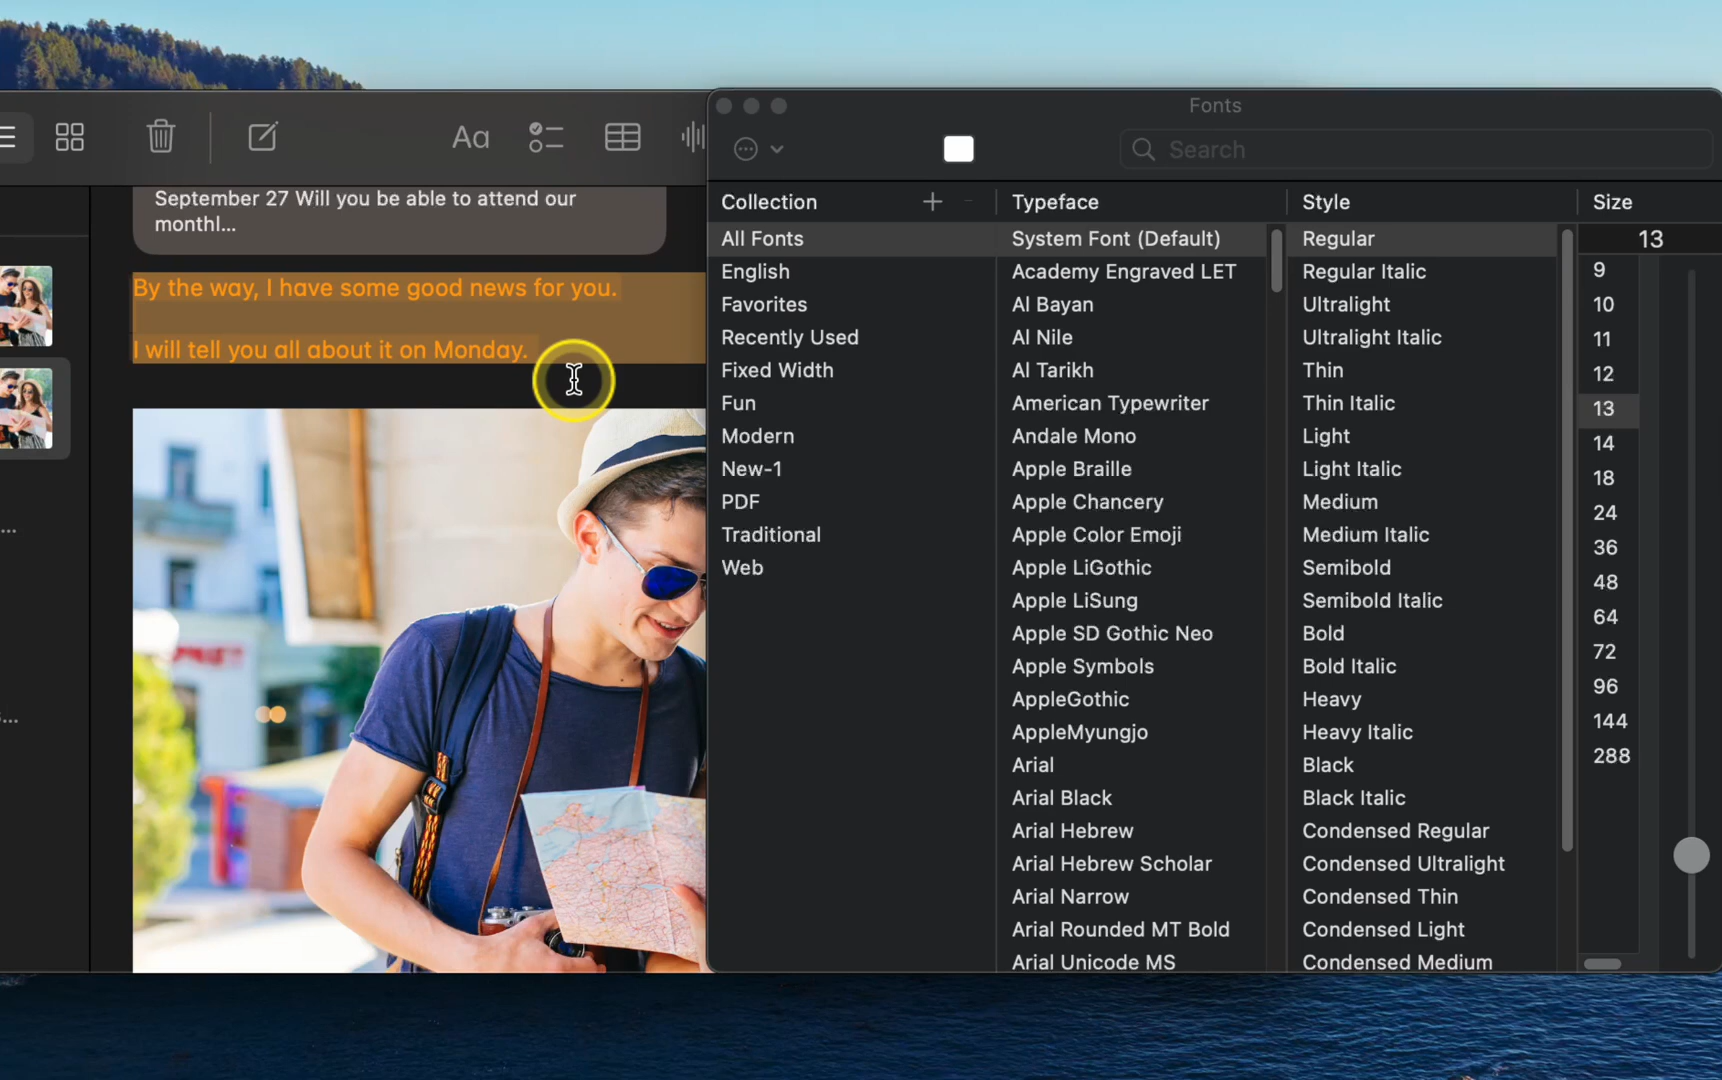 Aa
September 27 Will you be able to attend our
monthl...
By the way, I have some good news for you.
I will tell you all about it on Monday.
Fonts
Search
Collection
All Fonts
English
Favorites
Recently Used
Fixed Width
Fun
Modern
New-1
PDF
Traditional
Web
Typeface
System Font (Default)
Academy Engraved LET
Al Bayan
Al Nile
Al Tarikh
American Typewriter
Andale Mono
Apple Braille
Apple Chancery
Apple Color Emoji
Apple LiGothic
Apple LiSung
Apple SD Gothic Neo
Apple Symbols
AppleGothic
AppleMyungjo
Arial
Arial Black
Arial Hebrew
Arial Hebrew Scholar
Arial Narrow
Arial Rounded MT Bold
Arial Unicode MS
Style
Regular
Regular Italic
Ultralight
Ultralight Italic
Thin
Thin Italic
Light
Light Italic
Medium
Medium Italic
Semibold
Semibold Italic
Bold
Bold Italic
Heavy
Heavy Italic
Black
Black Italic
Condensed Regular
Condensed Ultralight
Condensed Thin
Condensed Light
Condensed Medium
Size
13
9
10
11
12
13
14
18
24
36
48
64
72
96
144
288